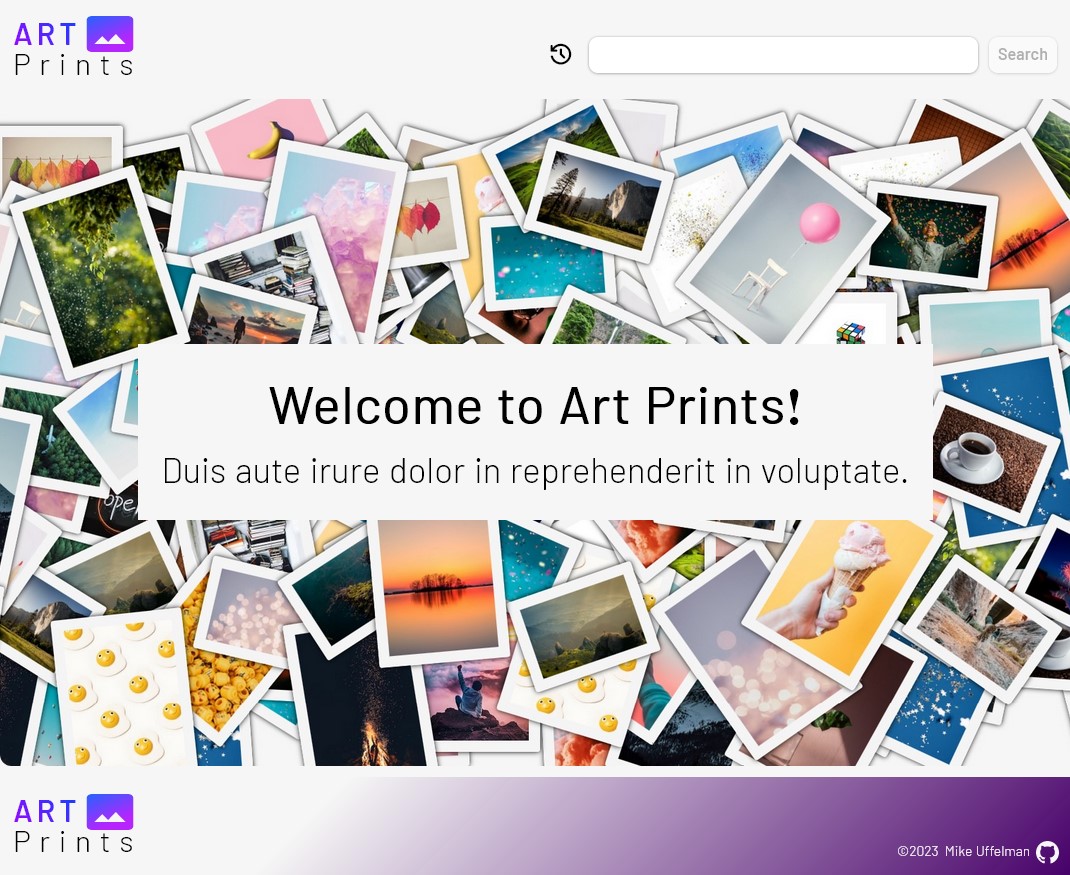 ART
Prints
Search
Welcome to Art Prints!
Duis aute irure dolor in reprehenderit in voluptate.
ope
ART
Prints
©2023 Mike Uffelman